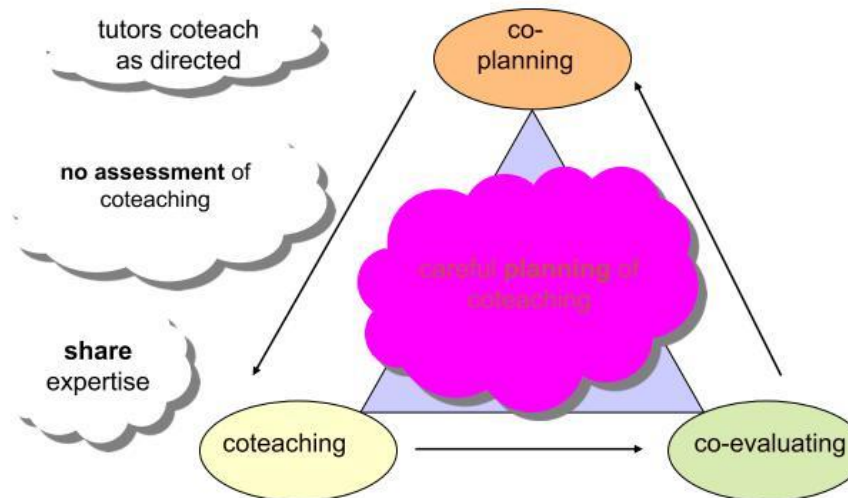 tutors coteach
as directed
co-
planning
no assessment of
coteaching
careful planning of
coteaching
share
expertise
coteaching
co-evaluating